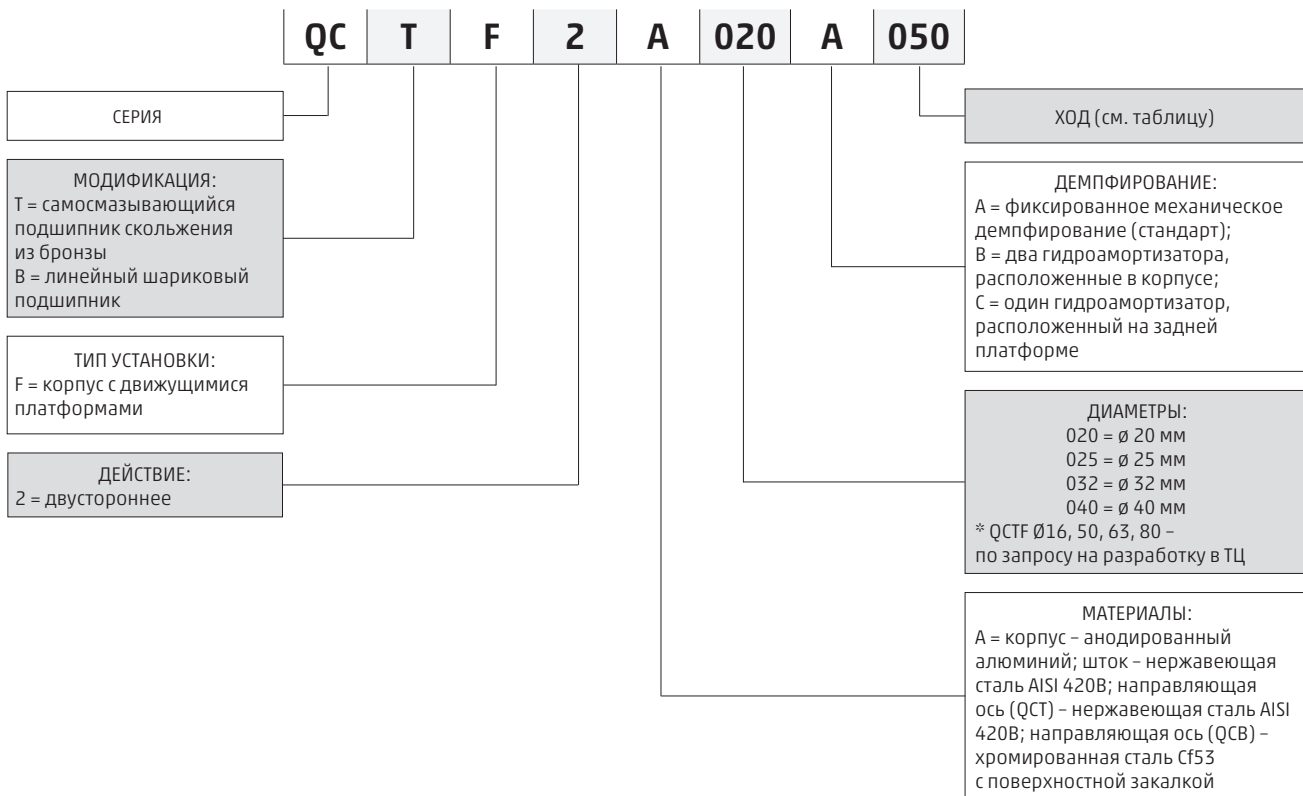 QC T F 2 A 020 A 050
СЕРИЯ
МОДИФИКАЦИЯ:
T = самосмазывающийся
подшипник скольжения
из бронзы
B = линейный шариковый
подшипник
ТИП УСТАНОВКИ:
F = корпус с движущимися
платформами
ДЕЙСТВИЕ:
2 = двустороннее
ХОД (см. таблицу)
ДЕМПФИРОВАНИЕ:
A = фиксированное механическое
демпфирование (стандарт);
B = два гидроамортизатора,
расположенные в корпусе;
C = один гидроамортизатор,
расположенный на задней
платформе
ДИАМЕТРЫ:
020 = ø 20 мм
025 = ø 25 мм
032 = ø 32 мм
040 = ø 40 мм
* QCTF Ø16, 50, 63, 80 –
по запросу на разработку в ТЦ
МАТЕРИАЛЫ:
A = корпус – анодированный
алюминий; шток – нержавеющая
сталь AISI 420B; направляющая
ось (QCT) – нержавеющая сталь AISI
420B; направляющая ось (QCB) –
хромированная сталь Cf53
с поверхностной закалкой